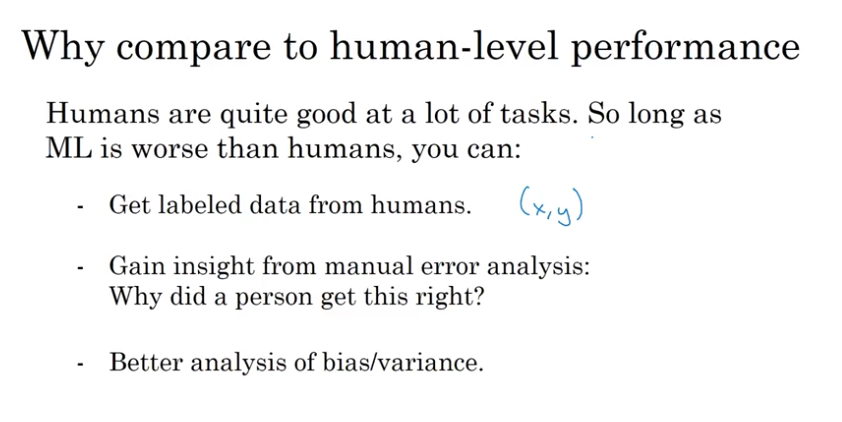 Why compare to human-level performance
Humans are quite good at a lot of tasks. So long as
ML is worse than humans, you can:
- Get labeled data from humans. (x,y)
- Gain insight from manual error analysis:
Why did a person get this right?
- Better analysis of bias/variance.